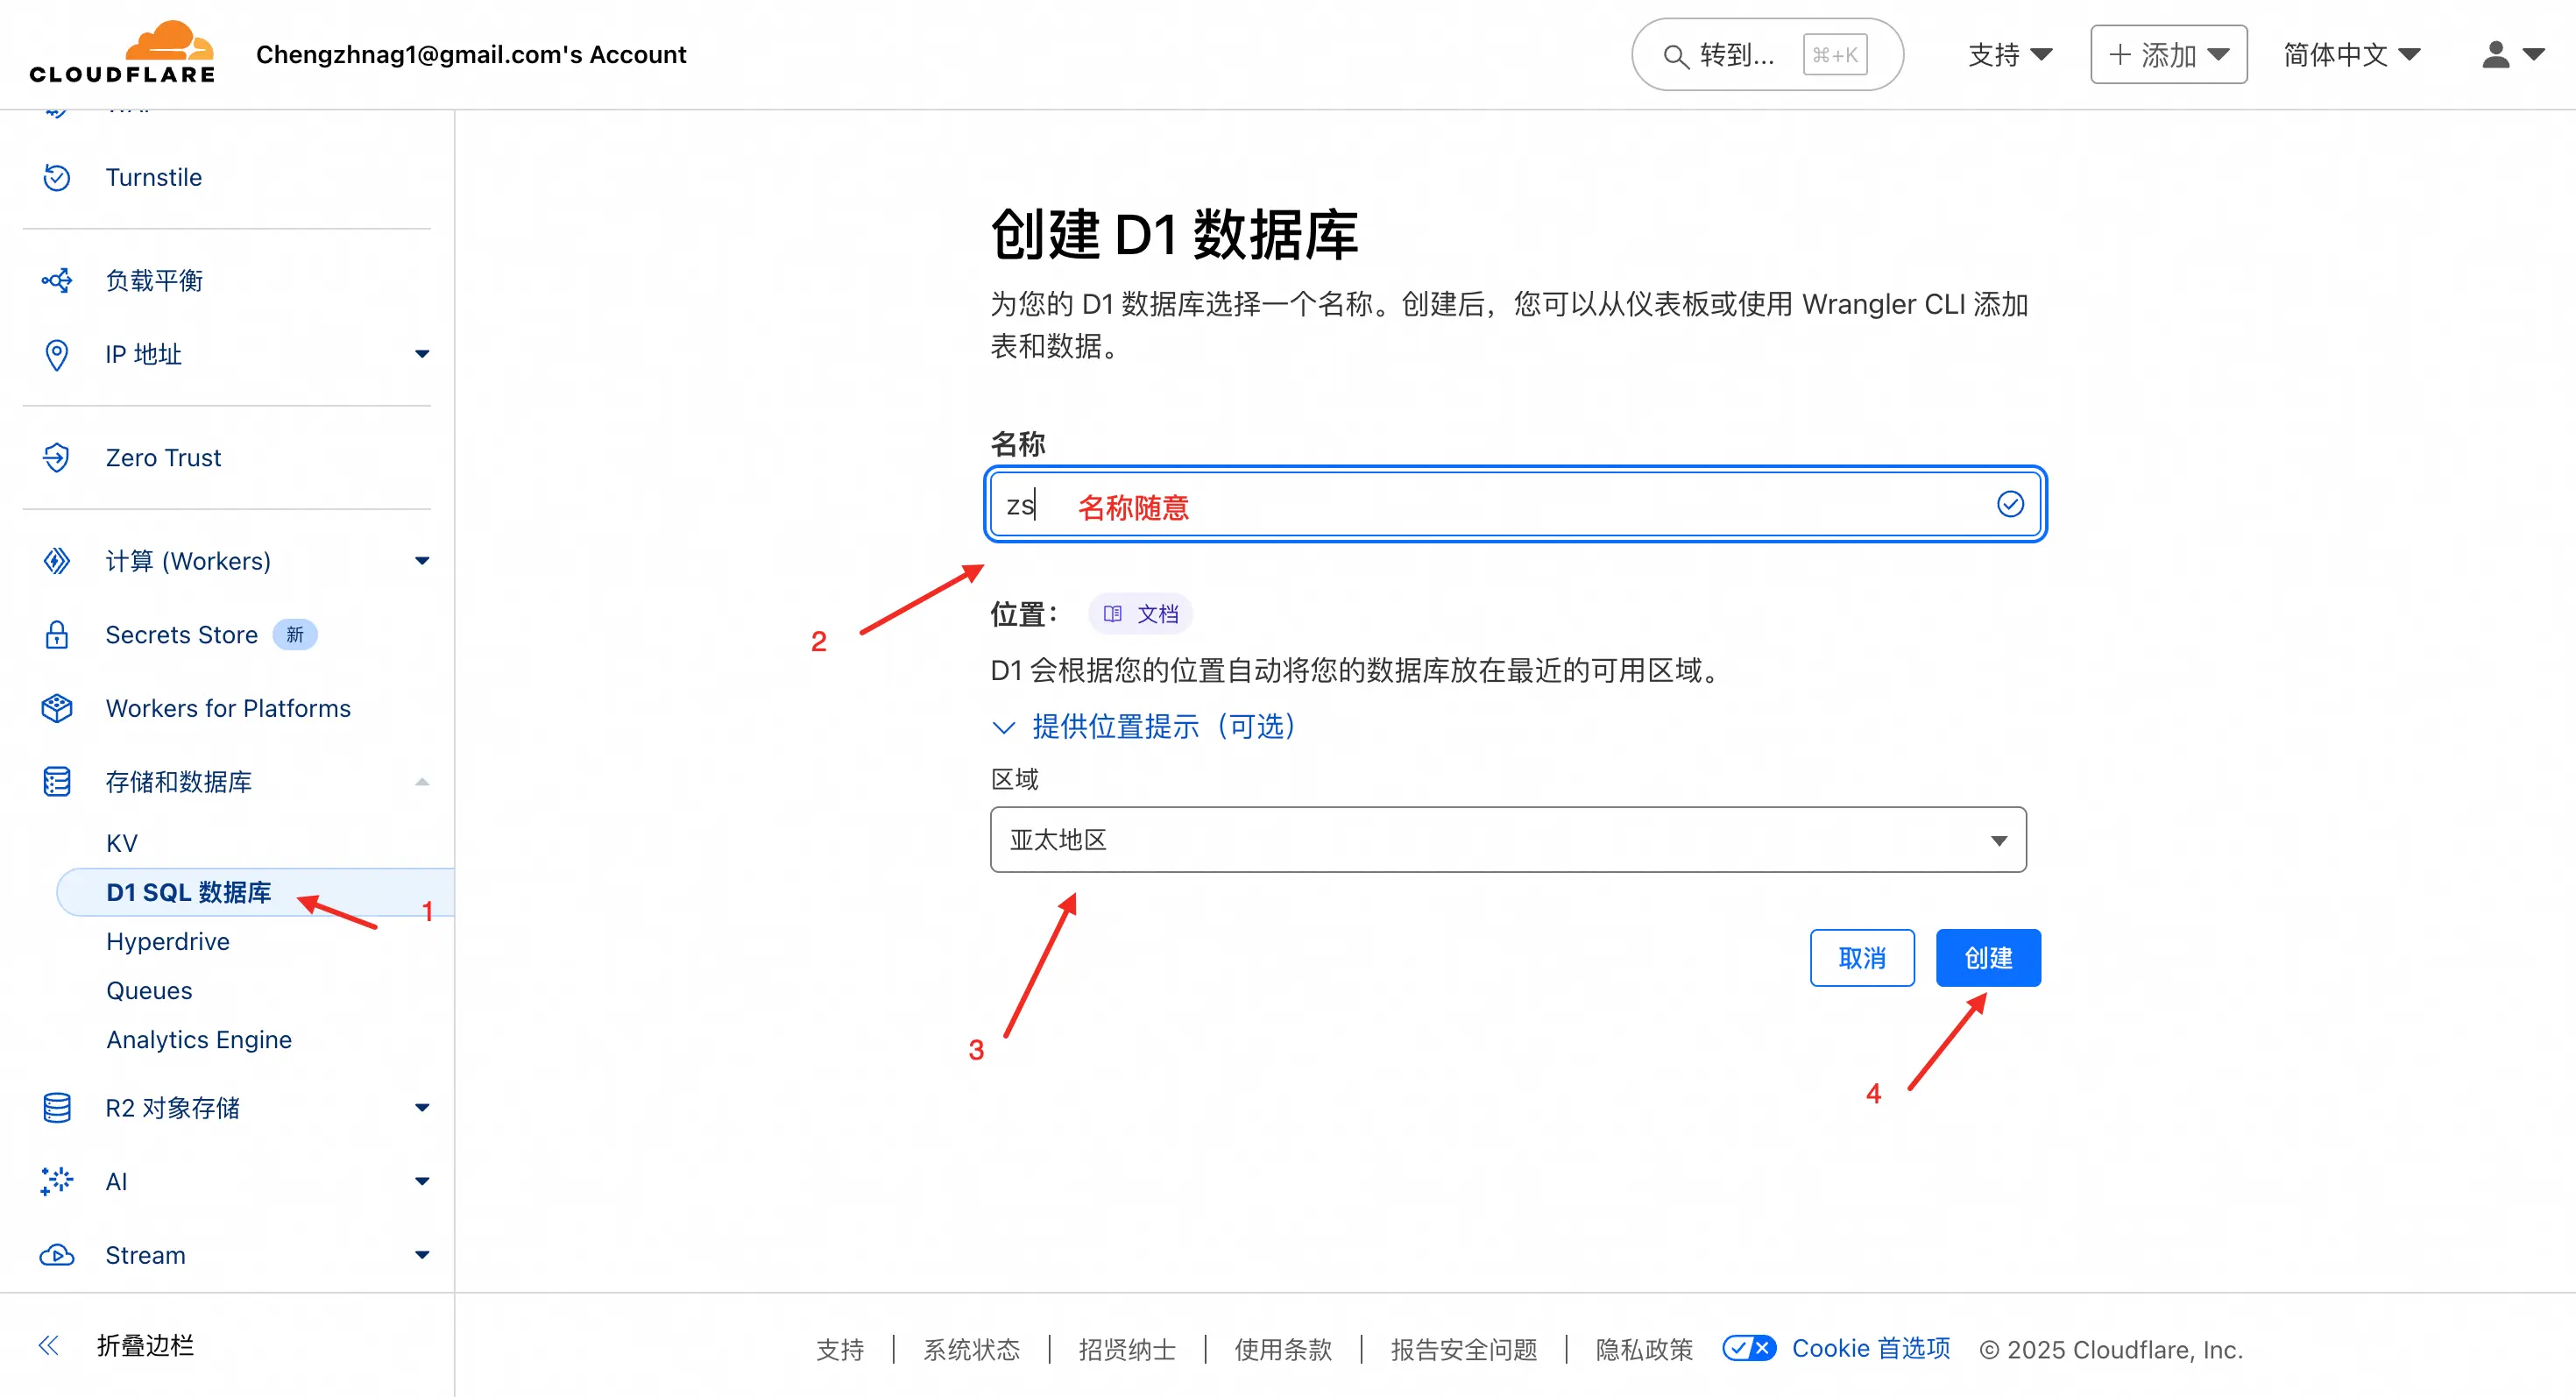 CLOUDFLARE
Chengzhnag1@gmail.com's Account
转到... ⌘+K
支持
+ 添加
简体中文
Turnstile
负载平衡
IP 地址
Zero Trust
计算 (Workers)
Secrets Store 新
Workers for Platforms
存储和数据库
KV
D1 SQL 数据库
1
Hyperdrive
Queues
Analytics Engine
R2 对象存储
AI
Stream
折叠边栏
创建 D1 数据库
为您的 D1 数据库选择一个名称。创建后，您可以从仪表板或使用 Wrangler CLI 添加
表和数据。
名称
zs 名称随意
2
位置： 文档
D1 会根据您的位置自动将您的数据库放在最近的可用区域。
提供位置提示（可选）
区域
亚太地区
3
取消 创建
4
支持 | 系统状态 | 招贤纳士 | 使用条款 | 报告安全问题 | 隐私政策 Cookie 首选项 © 2025 Cloudflare, Inc.